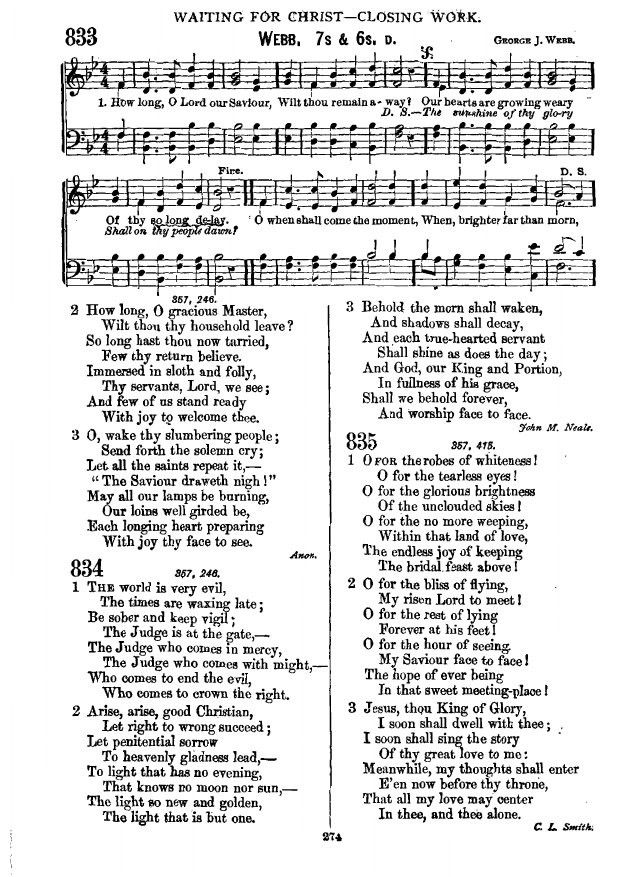 WAITING FOR CHRIST—CLOSING WORK.
833
WEBB. 7s & 6s. D.
GEORGE J. WEBB.
1. How long, O Lord our Saviour, Wilt thou remain a-way? Our hearts are growing weary
D. S.—The sunshine of thy glo-ry
Fine.
D. S.
Of thy so long de-lay. O when shall come the moment, When, brighter far than morn,
Shall on thy people dawn?
357, 246.
2 How long, O gracious Master,
Wilt thou thy household leave?
So long hast thou now tarried,
Few thy return believe.
Immersed in sloth and folly,
Thy servants, Lord, we see;
And few of us stand ready
With joy to welcome thee.
3 O, wake thy slumbering people;
Send forth the solemn cry;
Let all the saints repeat it,—
"The Saviour draweth nigh!"
May all our lamps be burning,
Our loins well girded be,
Each longing heart preparing
With joy thy face to see.
Anon.
834
357, 246.
1 THE world is very evil,
The times are waxing late;
Be sober and keep vigil;
The Judge is at the gate,—
The Judge who comes in mercy,
The Judge who comes with might,—
Who comes to end the evil,
Who comes to crown the right.
2 Arise, arise, good Christian,
Let right to wrong succeed;
Let penitential sorrow
To heavenly gladness lead,—
To light that has no evening,
That knows no moon nor sun,—
The light so new and golden,
The light that is but one.
3 Behold the morn shall waken,
And shadows shall decay,
And each true-hearted servant
Shall shine as does the day;
And God, our King and Portion,
In fullness of his grace,
Shall we behold forever,
And worship face to face.
John M. Neale.
835
357, 415.
1 O FOR the robes of whiteness!
O for the tearless eyes!
O for the glorious brightness
Of the unclouded skies!
O for the no more weeping,
Within that land of love,
The endless joy of keeping
The bridal feast above!
2 O for the bliss of flying,
My risen Lord to meet!
O for the rest of lying
Forever at his feet!
O for the hour of seeing
My Saviour face to face!
The hope of ever being
In that sweet meeting-place!
3 Jesus, thou King of Glory,
I soon shall dwell with thee;
I soon shall sing the story
Of thy great love to me:
Meanwhile, my thoughts shall enter
E'en now before thy throne,
That all my love may center
In thee, and thee alone.
C. L. Smith.
274